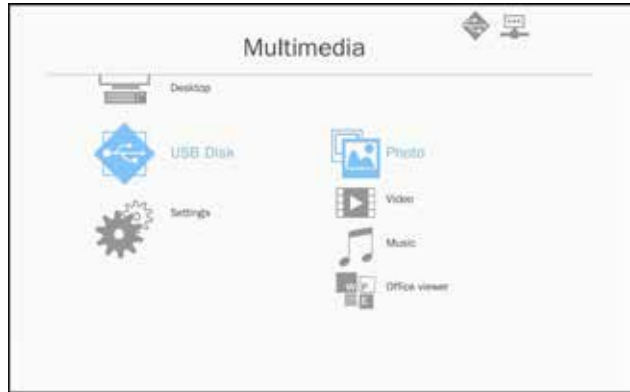 Multimedia
Desktop
USB Disk
Photo
Video
Settings
Music
W P
E
Office viewer